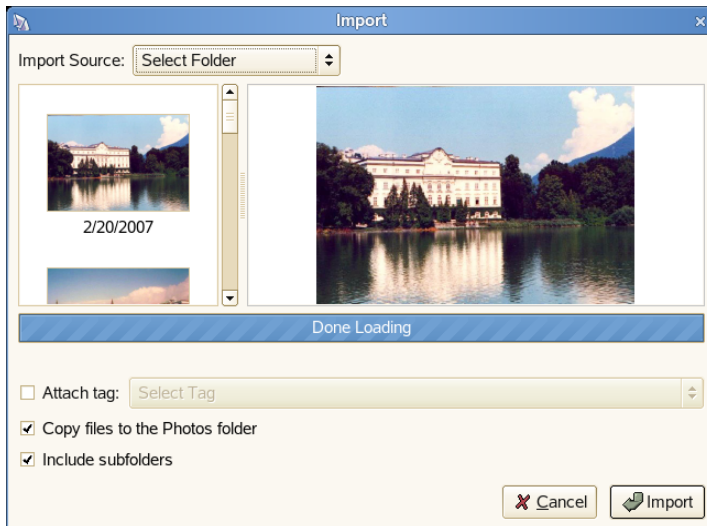 Import
Import Source: Select Folder
2/20/2007
Done Loading
Attach tag: Select Tag
Copy files to the Photos folder
Include subfolders
Cancel Import